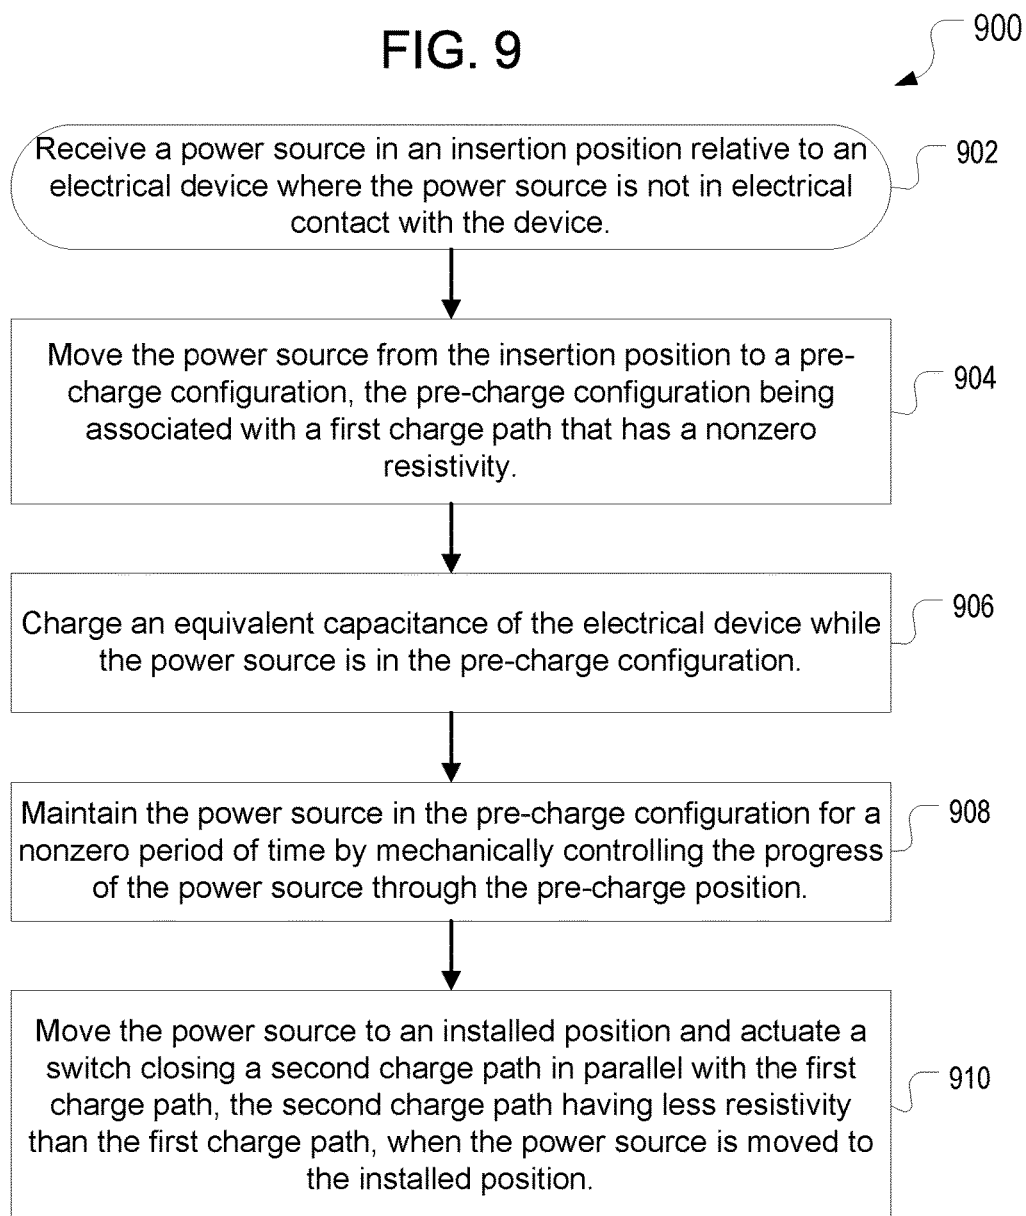 FIG. 9
900
Receive a power source in an insertion position relative to an
electrical device where the power source is not in electrical
contact with the device.
902
Move the power source from the insertion position to a pre-
charge configuration, the pre-charge configuration being
associated with a first charge path that has a nonzero
resistivity.
904
Charge an equivalent capacitance of the electrical device while
the power source is in the pre-charge configuration.
906
Maintain the power source in the pre-charge configuration for a
nonzero period of time by mechanically controlling the progress
of the power source through the pre-charge position.
908
Move the power source to an installed position and actuate a
switch closing a second charge path in parallel with the first
charge path, the second charge path having less resistivity
than the first charge path, when the power source is moved to
the installed position.
910